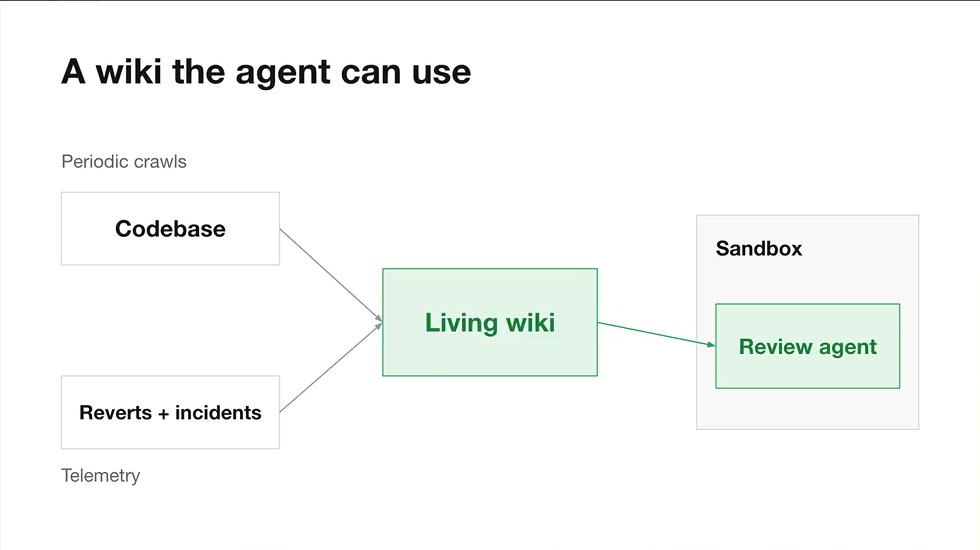 A wiki the agent can use
Periodic crawls
Codebase
Sandbox
Living wiki
Review agent
Reverts + incidents
Telemetry